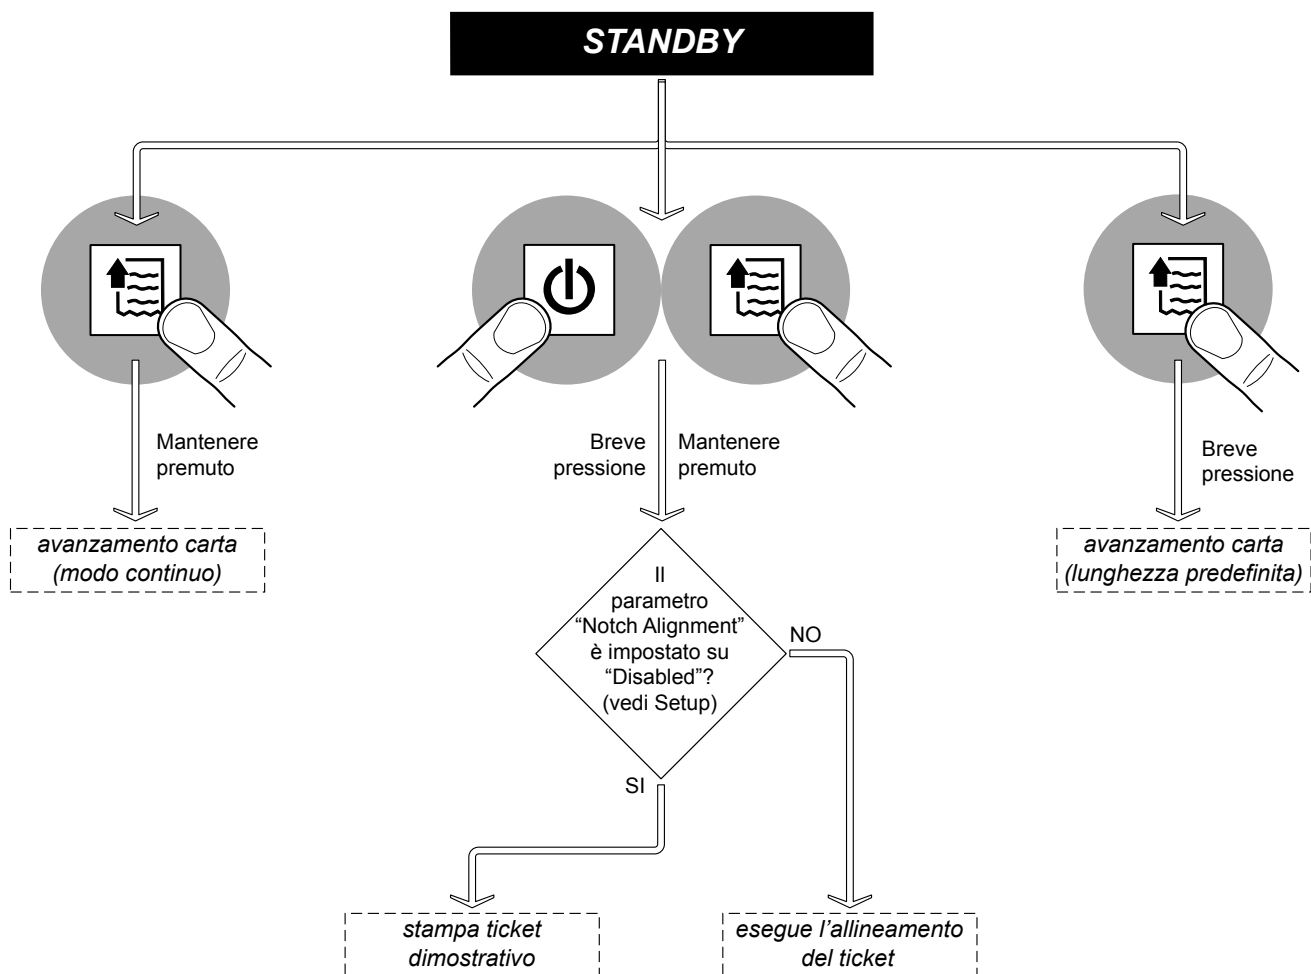 STANDBY
Mantenere
premuto
avanzamento carta
(modo continuo)
Breve
pressione
Mantenere
premuto
Il
parametro
“Notch Alignment”
è impostato su
“Disabled”?
(vedi Setup)
NO
SI
stampa ticket
dimostrativo
esegue l’allineamento
del ticket
Breve
pressione
avanzamento carta
(lunghezza predefinita)